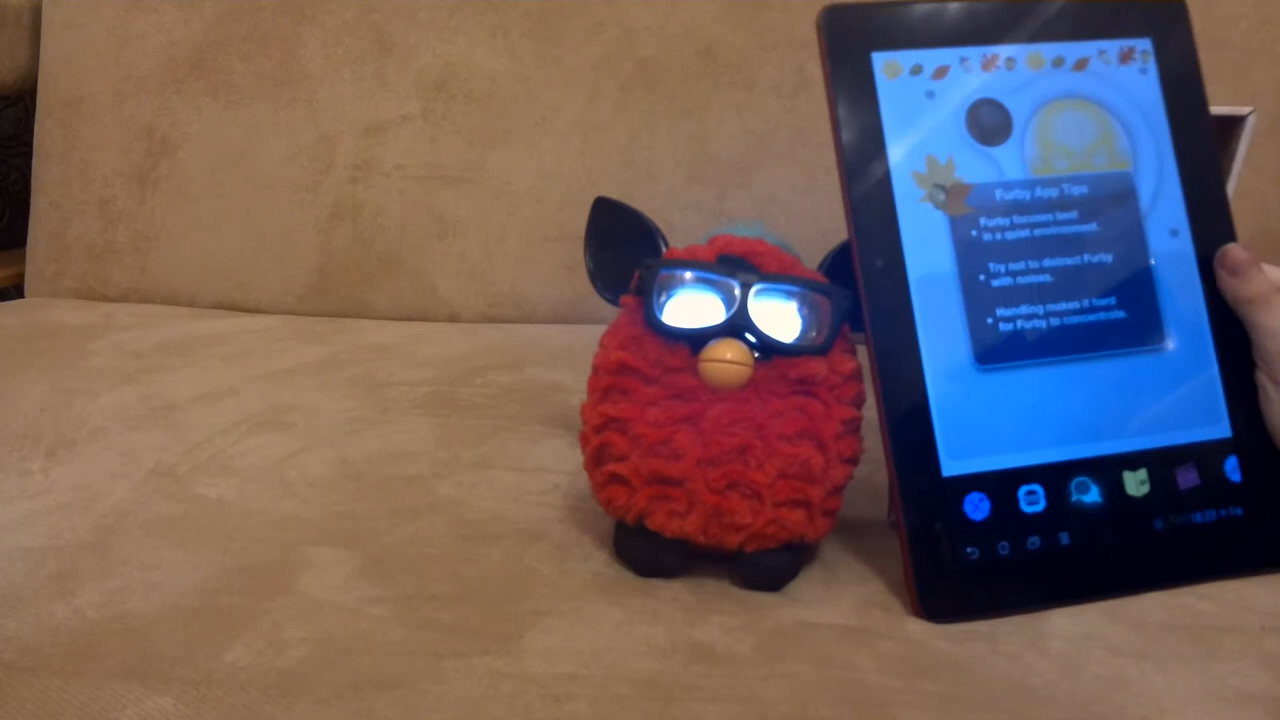 Furby App Tips
Furby focuses best
in a quiet environment.
Try not to distract Furby
with noises.
Handling makes it hard
for Furby to concentrate.